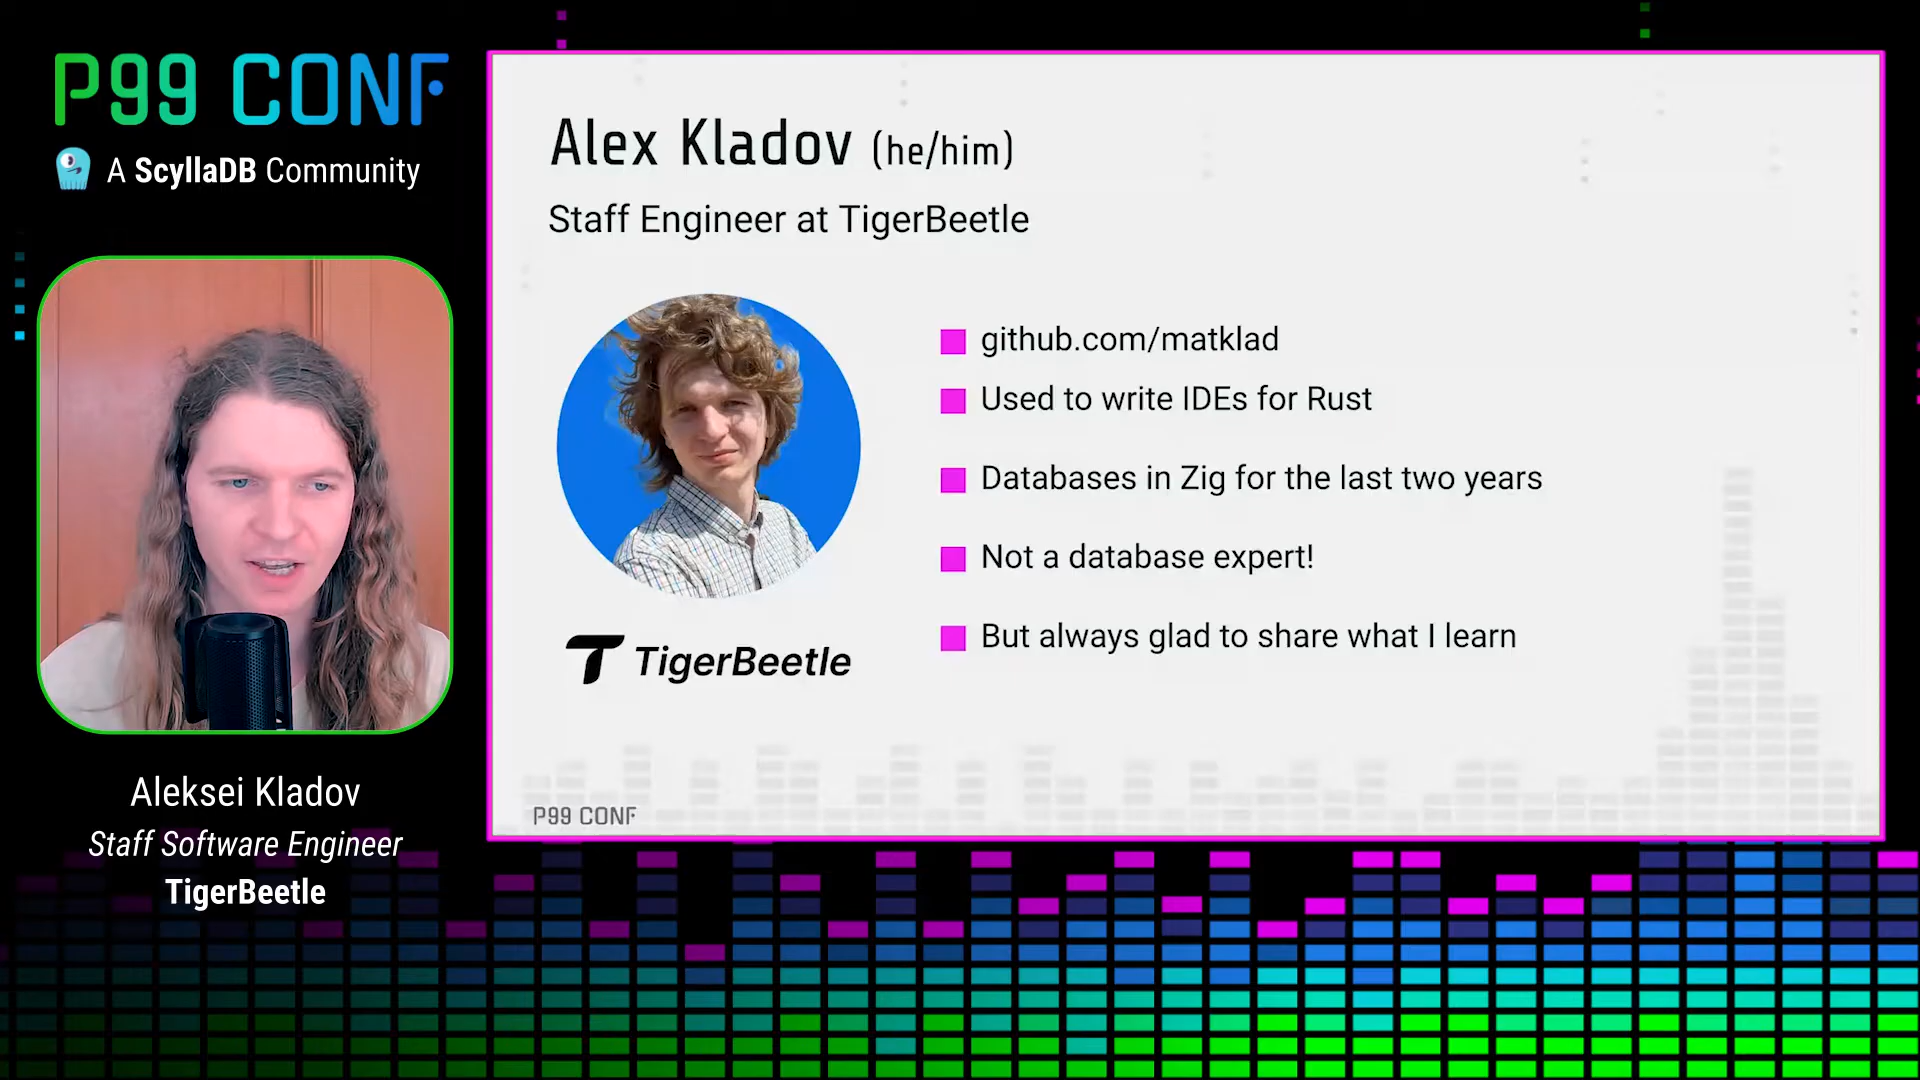 P99 CONF
A ScyllaDB Community
Aleksei Kladov
Staff Software Engineer
TigerBeetle
Alex Kladov (he/him)
Staff Engineer at TigerBeetle
TigerBeetle
github.com/matklad
Used to write IDEs for Rust
Databases in Zig for the last two years
Not a database expert!
But always glad to share what I learn
P99 CONF